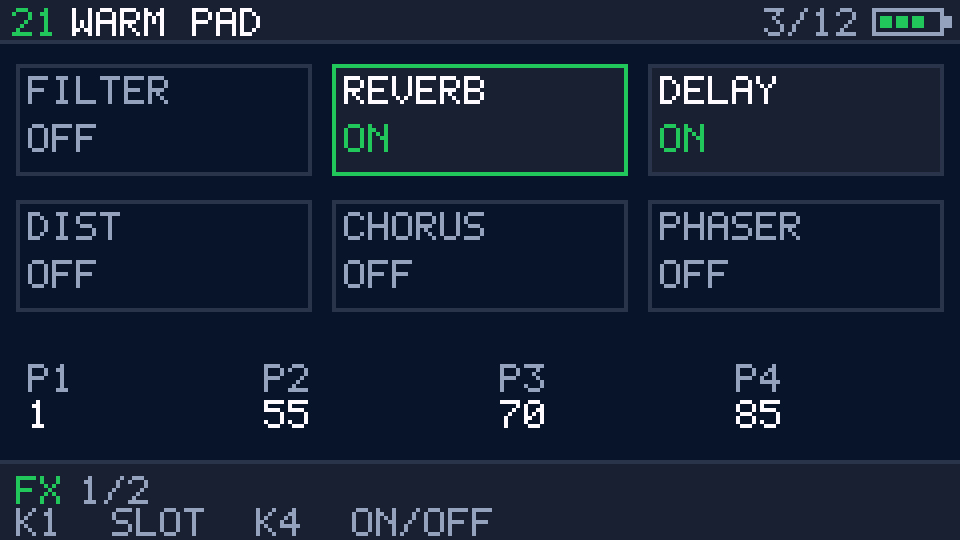 21 WARM PAD 3/12
FILTER REVERB DELAY
OFF ON ON
DIST CHORUS PHASER
OFF OFF OFF
P1 P2 P3 P4
1 55 70 85
FX 1/2
K1 SLOT K4 ON/OFF